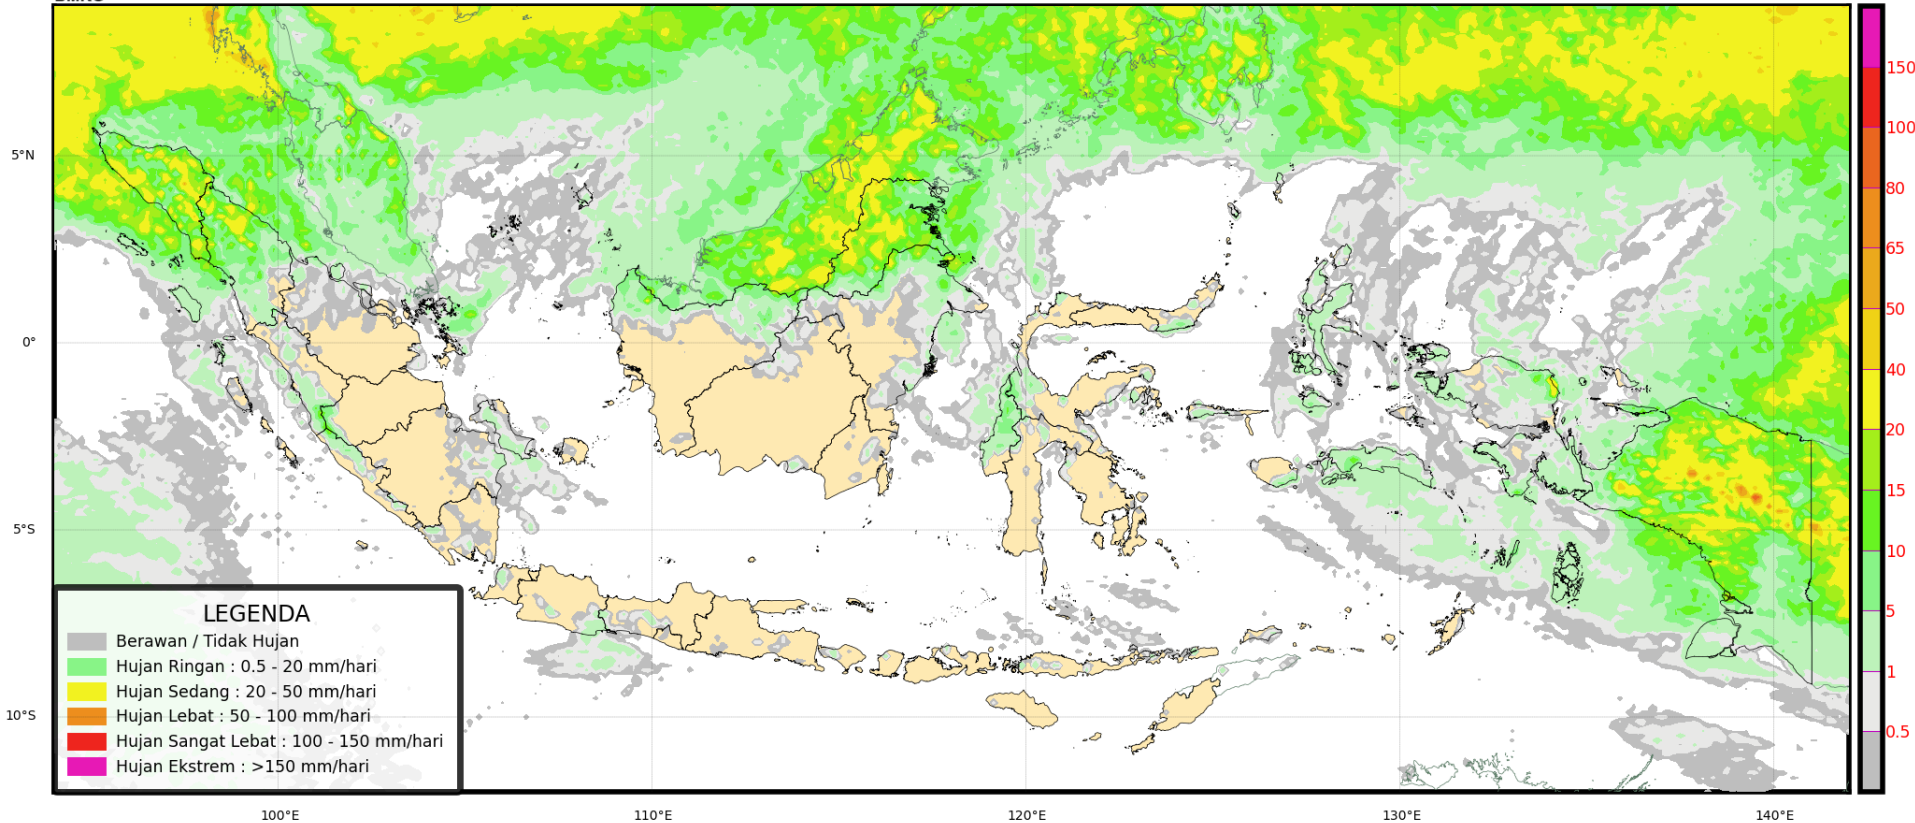 5°N
0°
5°S
10°S
100°E
110°E
120°E
130°E
140°E
LEGENDA
Berawan / Tidak Hujan
Hujan Ringan : 0.5 - 20 mm/hari
Hujan Sedang : 20 - 50 mm/hari
Hujan Lebat : 50 - 100 mm/hari
Hujan Sangat Lebat : 100 - 150 mm/hari
Hujan Ekstrem : >150 mm/hari
150
100
80
65
50
40
20
15
10
5
1
0.5